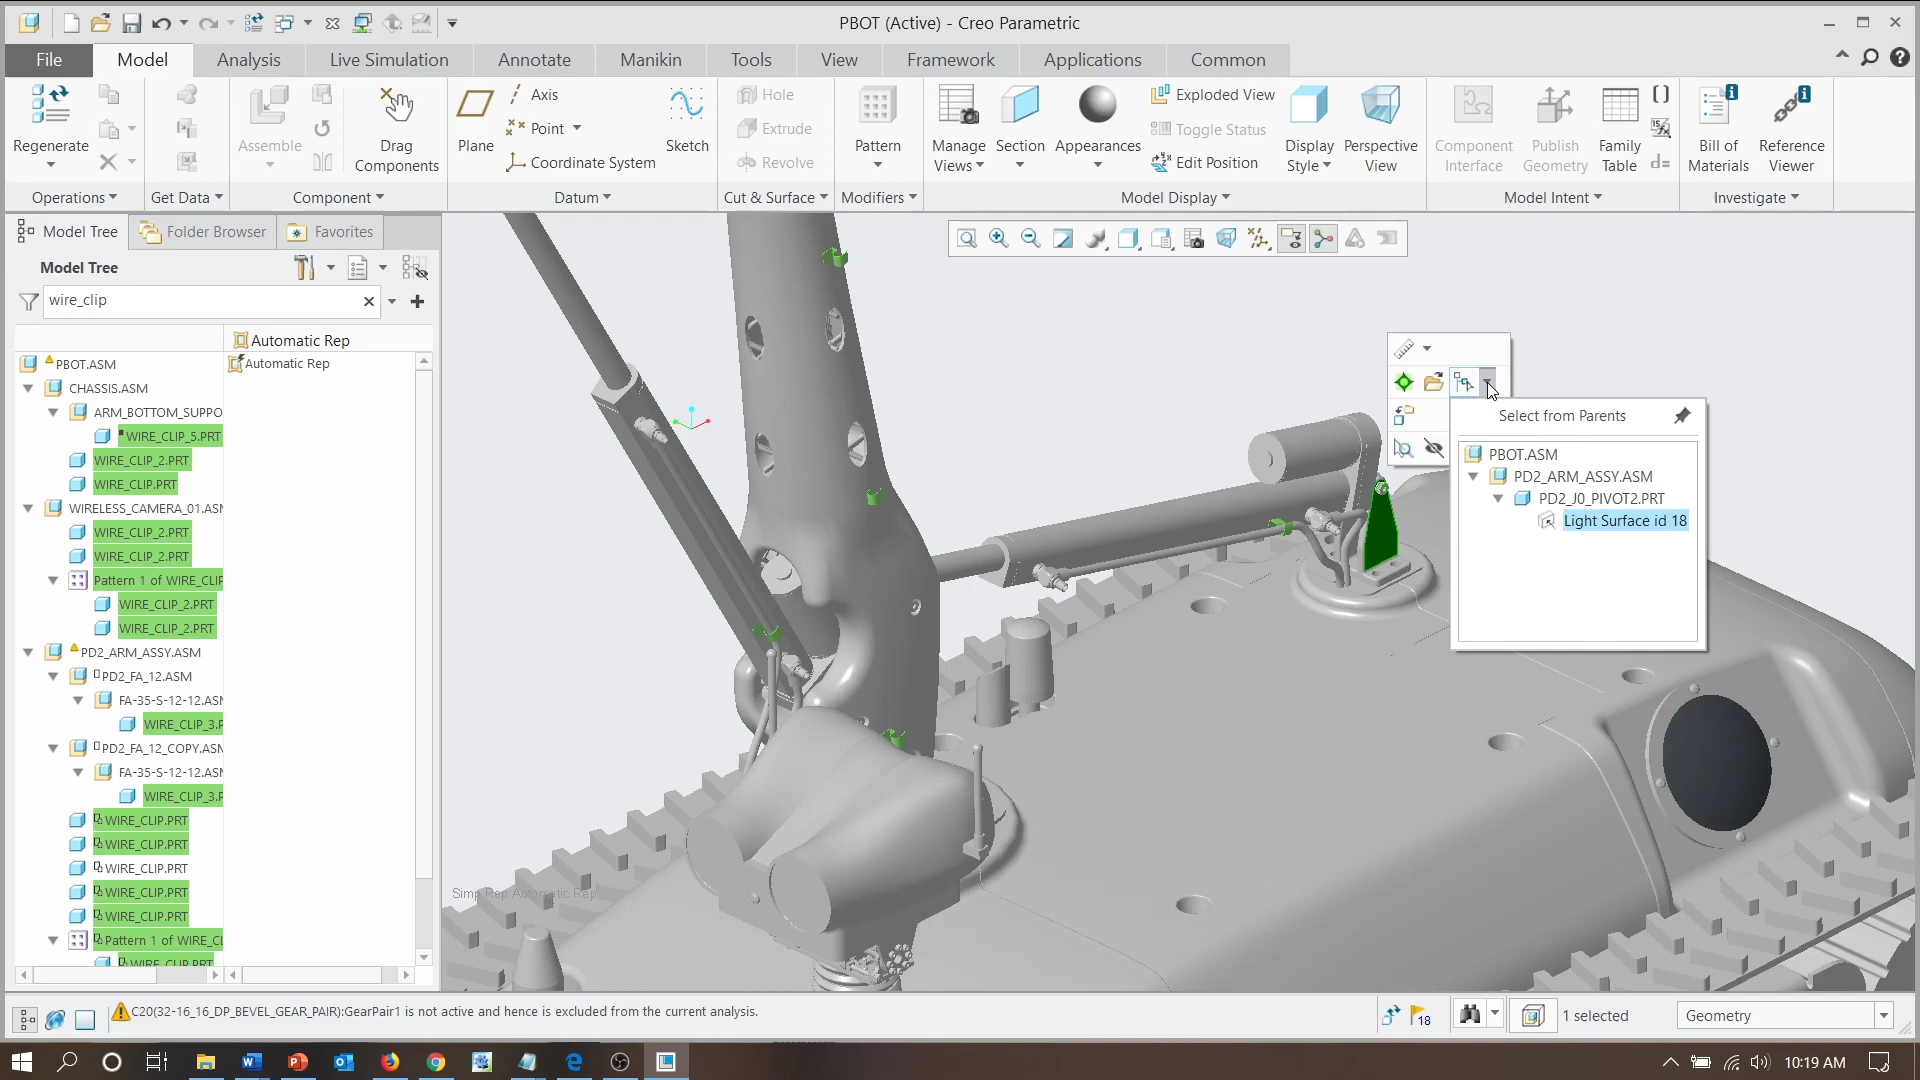 PBOT (Active) - Creo Parametric
File
Model
Analysis
Live Simulation
Annotate
Manikin
Tools
View
Framework
Applications
Common
Regenerate
Assemble
Drag
Components
Plane
Axis
Point
Coordinate System
Sketch
Hole
Extrude
Revolve
Pattern
Manage
Views
Section
Appearances
Exploded View
Toggle Status
Edit Position
Display
Style
Perspective
View
Component
Interface
Publish
Geometry
Family
Table
Bill of
Materials
Reference
Viewer
Operations
Get Data
Component
Datum
Cut & Surface
Modifiers
Model Display
Model Intent
Investigate
Model Tree
Folder Browser
Favorites
Model Tree
wire_clip
Automatic Rep
PBOT.ASM
Automatic Rep
CHASSIS.ASM
ARM_BOTTOM_SUPPO
WIRE_CLIP_5.PRT
WIRE_CLIP_2.PRT
WIRE_CLIP.PRT
WIRELESS_CAMERA_01.ASM
WIRE_CLIP_2.PRT
WIRE_CLIP_2.PRT
Pattern 1 of WIRE_CLIP
WIRE_CLIP_2.PRT
WIRE_CLIP_2.PRT
PD2_ARM_ASSY.ASM
PD2_FA_12.ASM
FA-35-S-12-12.ASM
WIRE_CLIP_3.P
PD2_FA_12_COPY.ASM
FA-35-S-12-12.ASM
WIRE_CLIP_3.P
WIRE_CLIP.PRT
WIRE_CLIP.PRT
WIRE_CLIP.PRT
WIRE_CLIP.PRT
WIRE_CLIP.PRT
Pattern 1 of WIRE_CL
WIRE_CLIP.PRT
Select from Parents
PBOT.ASM
PD2_ARM_ASSY.ASM
PD2_J0_PIVOT2.PRT
Light Surface id 18
Simp Rep Automatic Rep
C20(32-16_16_DP_BEVEL_GEAR_PAIR):GearPair1 is not active and hence is excluded from the current analysis.
18
1 selected
Geometry
10:19 AM